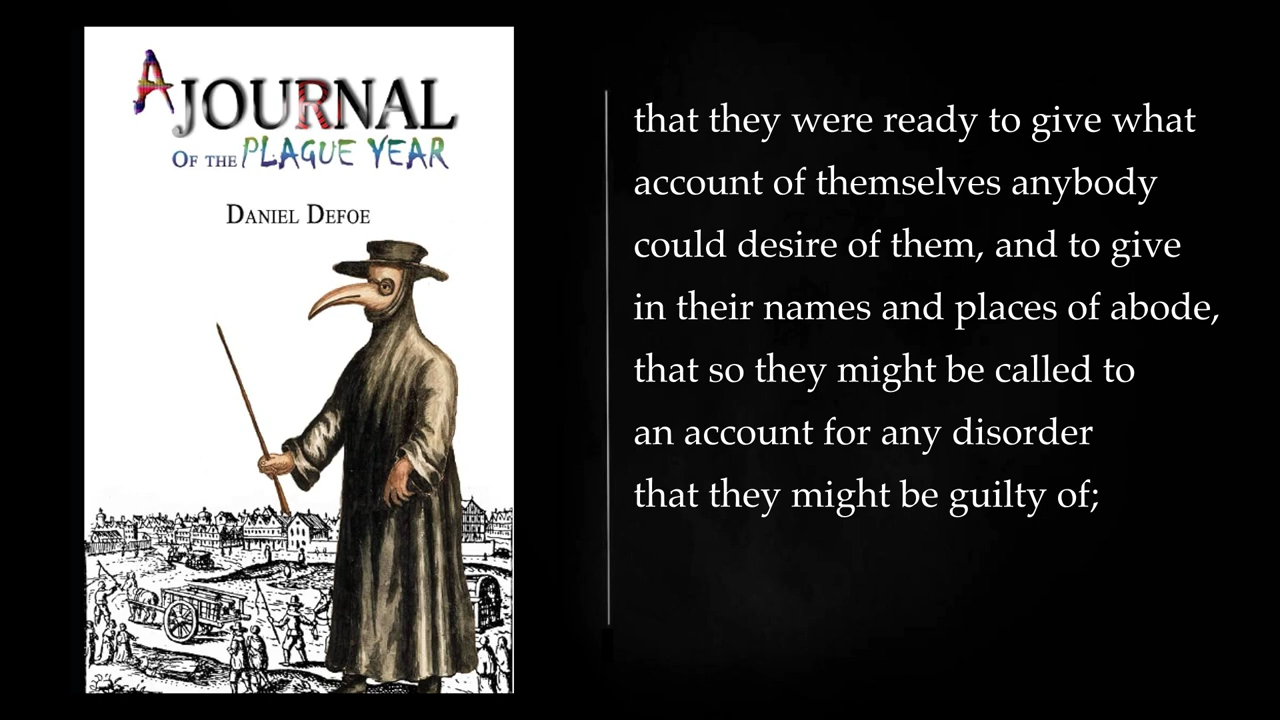 A JOURNAL
OF THE PLAGUE YEAR
DANIEL DEFOE
that they were ready to give what
account of themselves anybody
could desire of them, and to give
in their names and places of abode,
that so they might be called to
an account for any disorder
that they might be guilty of;